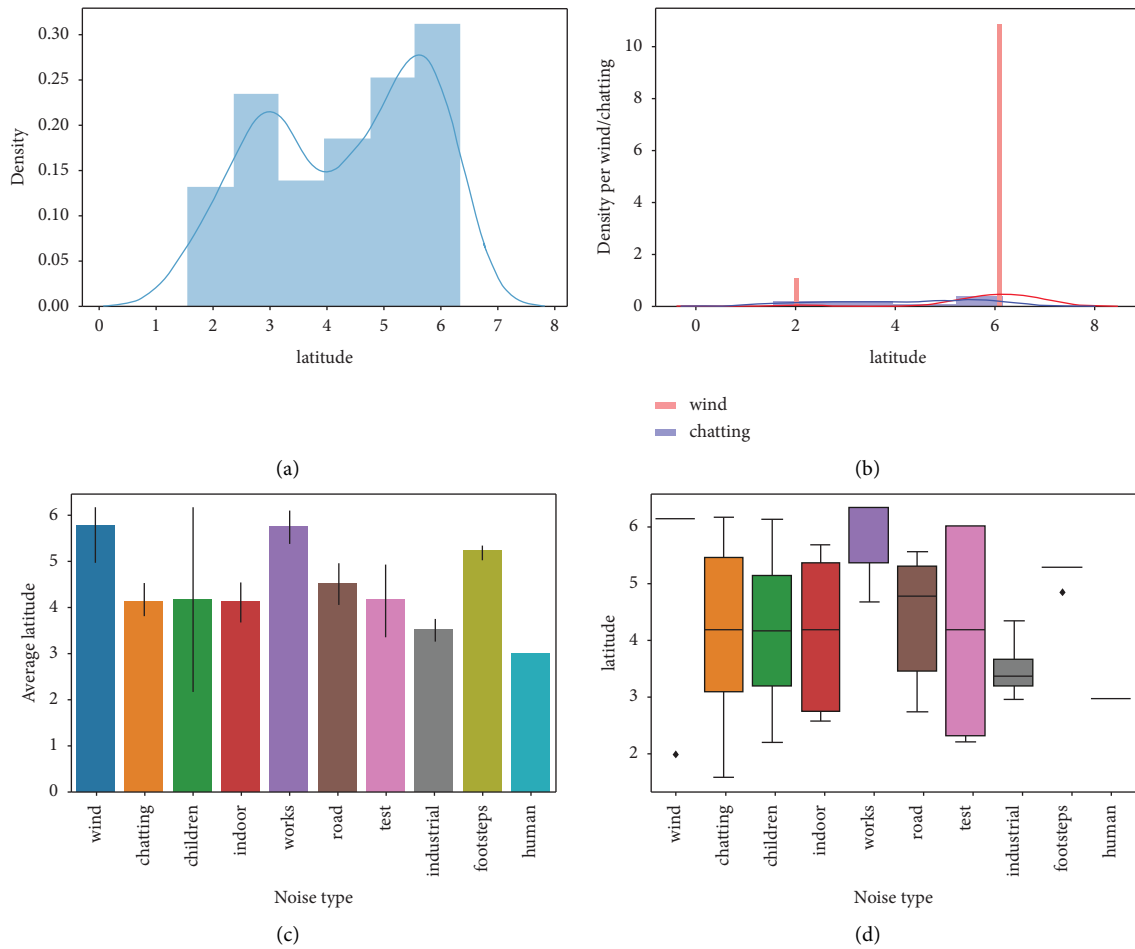 0.30
0.25
0.20
0.15
0.10
0.05
0.00
Density
0 1 2 3 4 5 6 7 8
latitude
(a)
10
8
6
4
2
0
Density per wind/chatting
0 2 4 6 8
latitude
wind
chatting
(b)
6
5
4
3
2
1
0
Average latitude
wind
chatting
children
indoor
works
road
test
industrial
footsteps
human
Noise type
(c)
6
5
4
3
2
latitude
wind
chatting
children
indoor
works
road
test
industrial
footsteps
human
Noise type
(d)